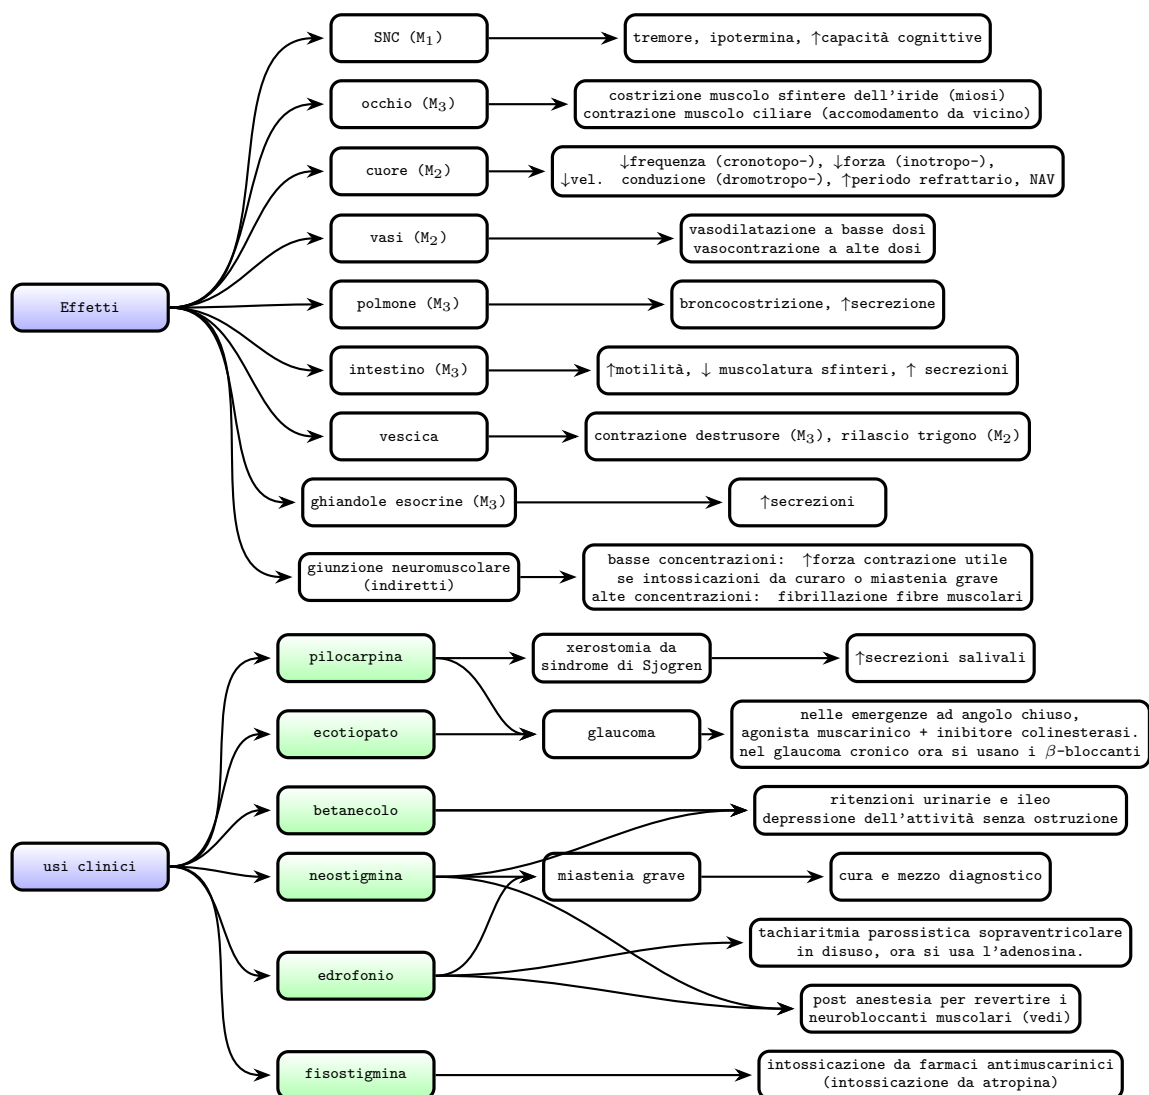 SNC (M₁)
tremore, ipotermina, ↑capacità cognittive
occhio (M₃)
costrizione muscolo sfintere dell'iride (miosi)
contrazione muscolo ciliare (accomodamento da vicino)
cuore (M₂)
↓frequenza (cronotopo-), ↓forza (inotropo-),
↓vel. conduzione (dromotropo-), ↑periodo refrattario, NAV
vasi (M₂)
vasodilatazione a basse dosi
vasocontrazione a alte dosi
Effetti
polmone (M₃)
broncocostrizione, ↑secrezione
intestino (M₃)
↑motilità, ↓ muscolatura sfinteri, ↑ secrezioni
vescica
contrazione destrusore (M₃), rilascio trigono (M₂)
ghiandole esocrine (M₃)
↑secrezioni
giunzione neuromuscolare
(indiretti)
basse concentrazioni: ↑forza contrazione utile
se intossicazioni da curaro o miastenia grave
alte concentrazioni: fibrillazione fibre muscolari
pilocarpina
xerostomia da
sindrome di Sjogren
↑secrezioni salivali
ecotiopato
glaucoma
nelle emergenze ad angolo chiuso,
agonista muscarinico + inibitore colinesterasi.
nel glaucoma cronico ora si usano i β-bloccanti
betanecolo
ritenzioni urinarie e ileo
depressione dell'attività senza ostruzione
usi clinici
neostigmina
miastenia grave
cura e mezzo diagnostico
edrofonio
tachiaritmia parossistica sopraventricolare
in disuso, ora si usa l'adenosina.
post anestesia per revertire i
neurobloccanti muscolari (vedi)
fisostigmina
intossicazione da farmaci antimuscarinici
(intossicazione da atropina)